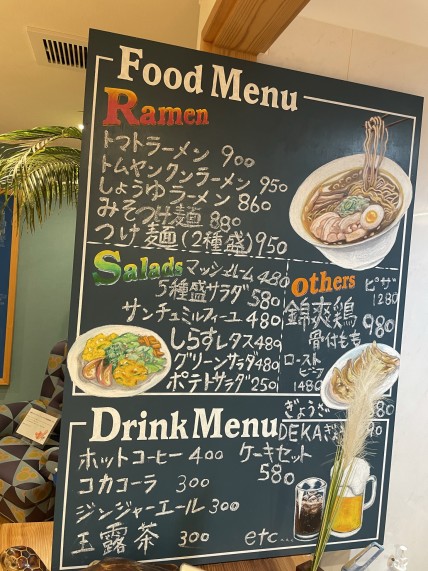 Food Menu
Ramen
トマトラーメン 900
トムヤンクンラーメン 950
しょうゆラーメン 860
みそつけ麺 880
つけ麺(2種盛) 950
Salads
マッシュルーム 480
5種盛サラダ 580
サンチュミルフィーユ 480
しらすレタス 480
グリーンサラダ 480
ポテトサラダ 250
others
ピザ
1280
錦爽鶏
980
骨付もも
ロースト
ビーフ
1480
ぎょうざ
DEKAぎ
Drink Menu
ホットコーヒー 400
コカコーラ 300
ジンジャーエール 300
玉露茶 300
ケーキセット
580
etc...